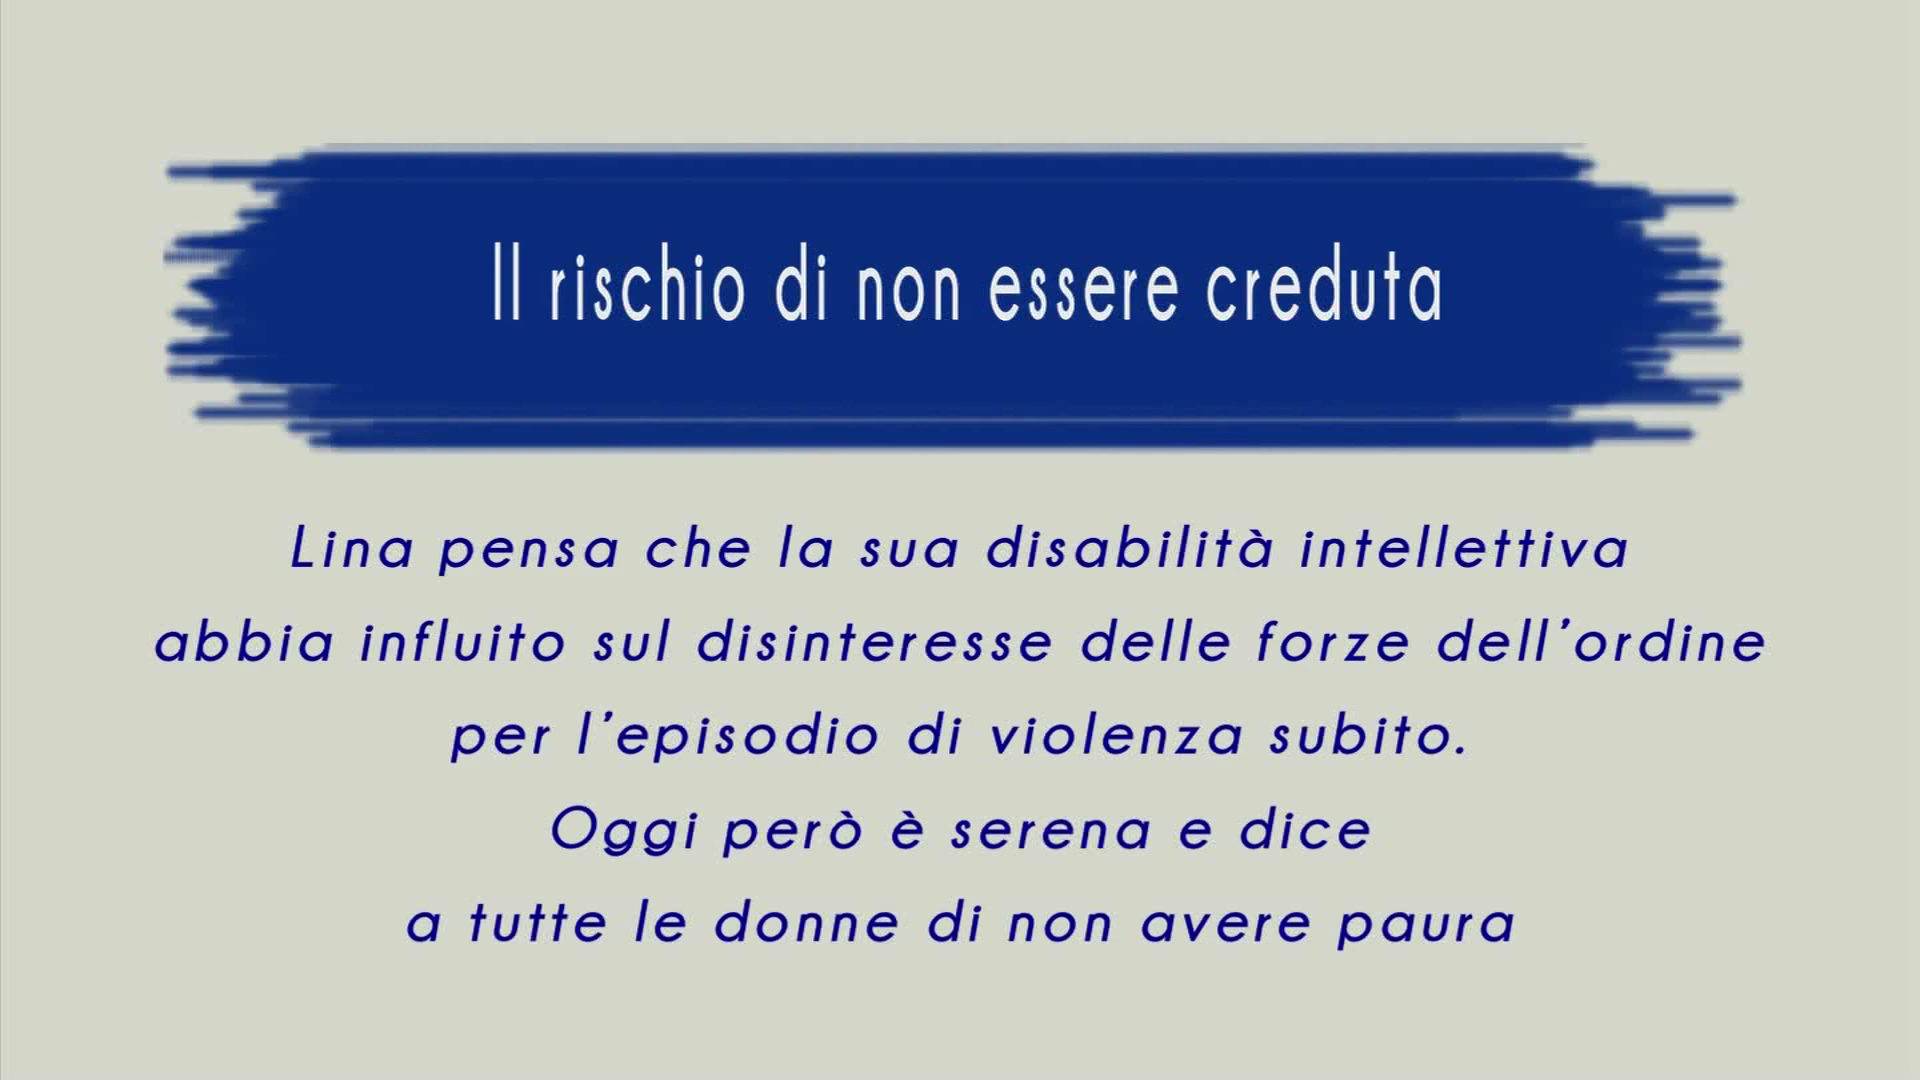 Il rischio di non essere creduta
Lina pensa che la sua disabilità intellettiva
abbia influito sul disinteresse delle forze dell’ordine
per l’episodio di violenza subito.
Oggi però è serena e dice
a tutte le donne di non avere paura